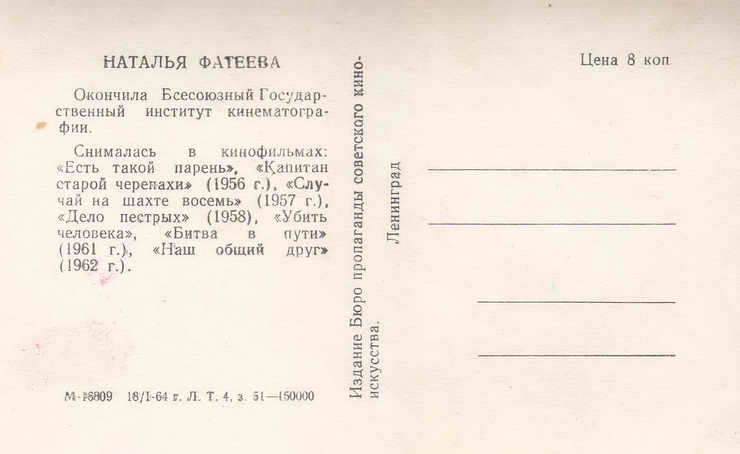 НАТАЛЬЯ ФАТЕЕВА
Окончила Всесоюзный Государ-
ственный институт кинематогра-
фии.
Снималась в кинофильмах:
«Есть такой парень», «Капитан
старой черепахи» (1956 г.), «Слу-
чай на шахте восемь» (1957 г.),
«Дело пестрых» (1958), «Убить
человека», «Битва в пути»
(1961 г.), «Наш общий друг»
(1962 г.).
18/I-64 г. Л. Т. 4, з. 51—150000
Издание Бюро пропаганды советского кино-
искусства.
Ленинград
Цена 8 коп